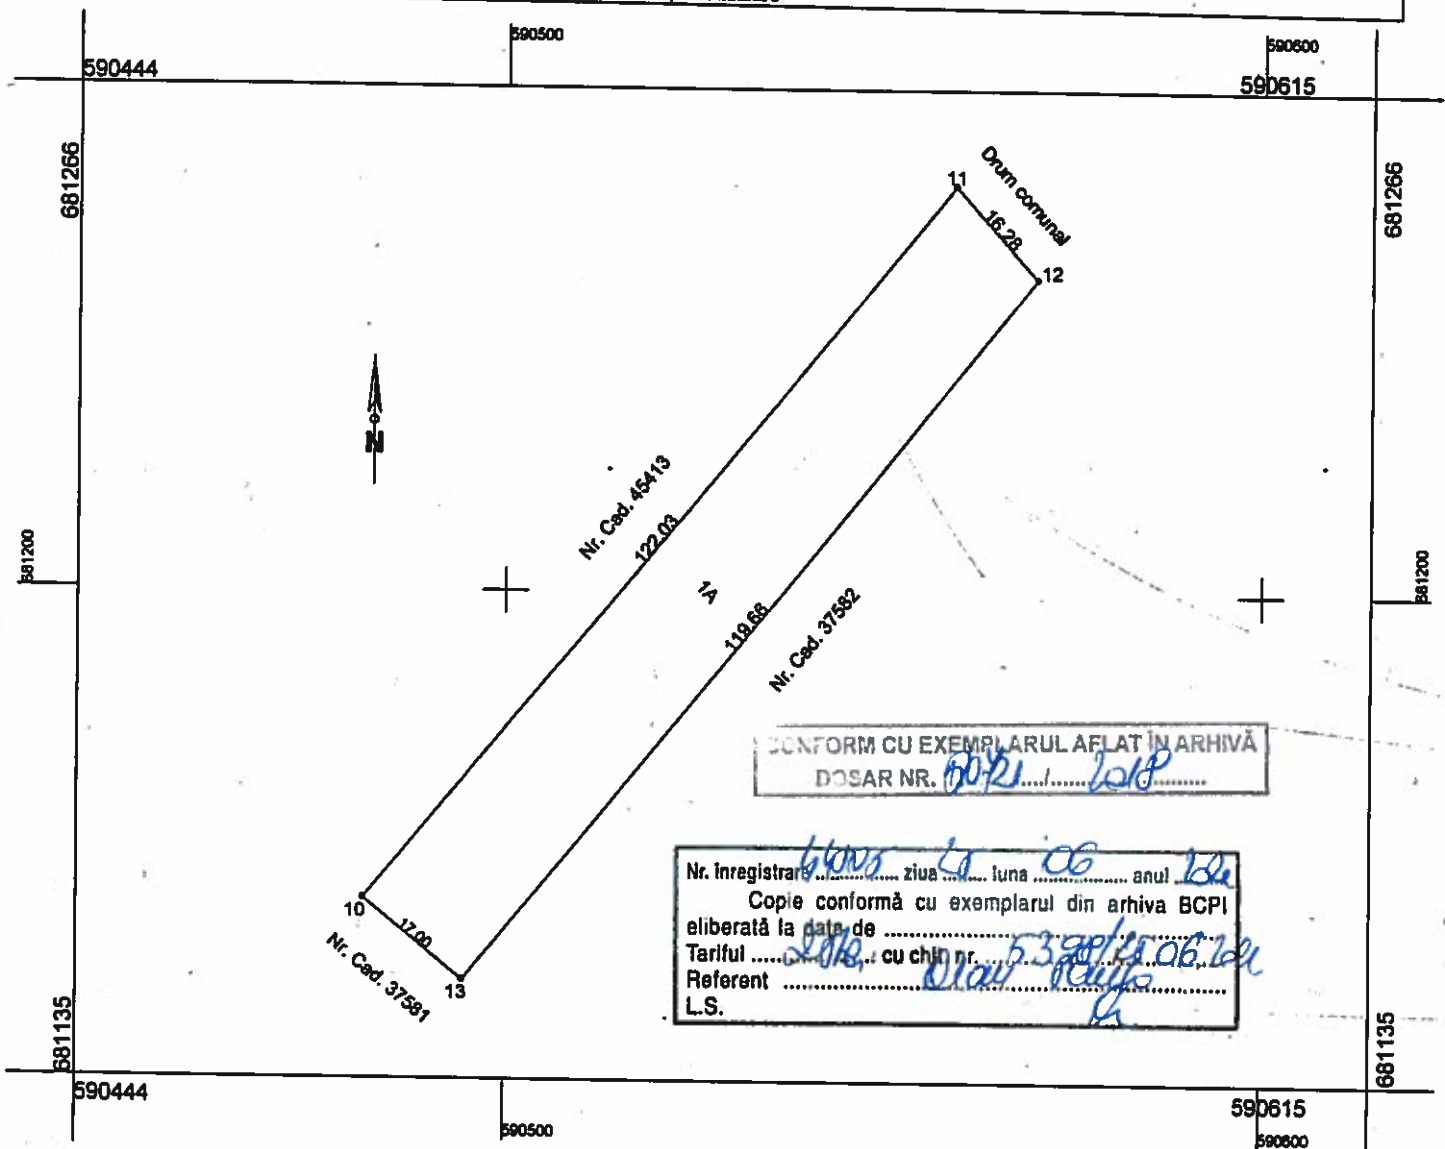 590500
590600
590444
590615
681266
681266
Drum comunal
11
16.28
12
N
Nr. Cad. 45413
122.03
681200
681200
1A
119.66
Nr. Cad. 37582
CONFORM CU EXEMPLARUL AFLAT ÎN ARHIVĂ
DOSAR NR. / 2018
Nr. înregistrare ziua luna 06 anul
Copie conformă cu exemplarul din arhiva BCPI
eliberată la data de
Tariful cu chit. nr.
Referent
L.S.
10
17.00
13
Nr. Cad. 37581
681135
681135
590444
590615
590500
590600